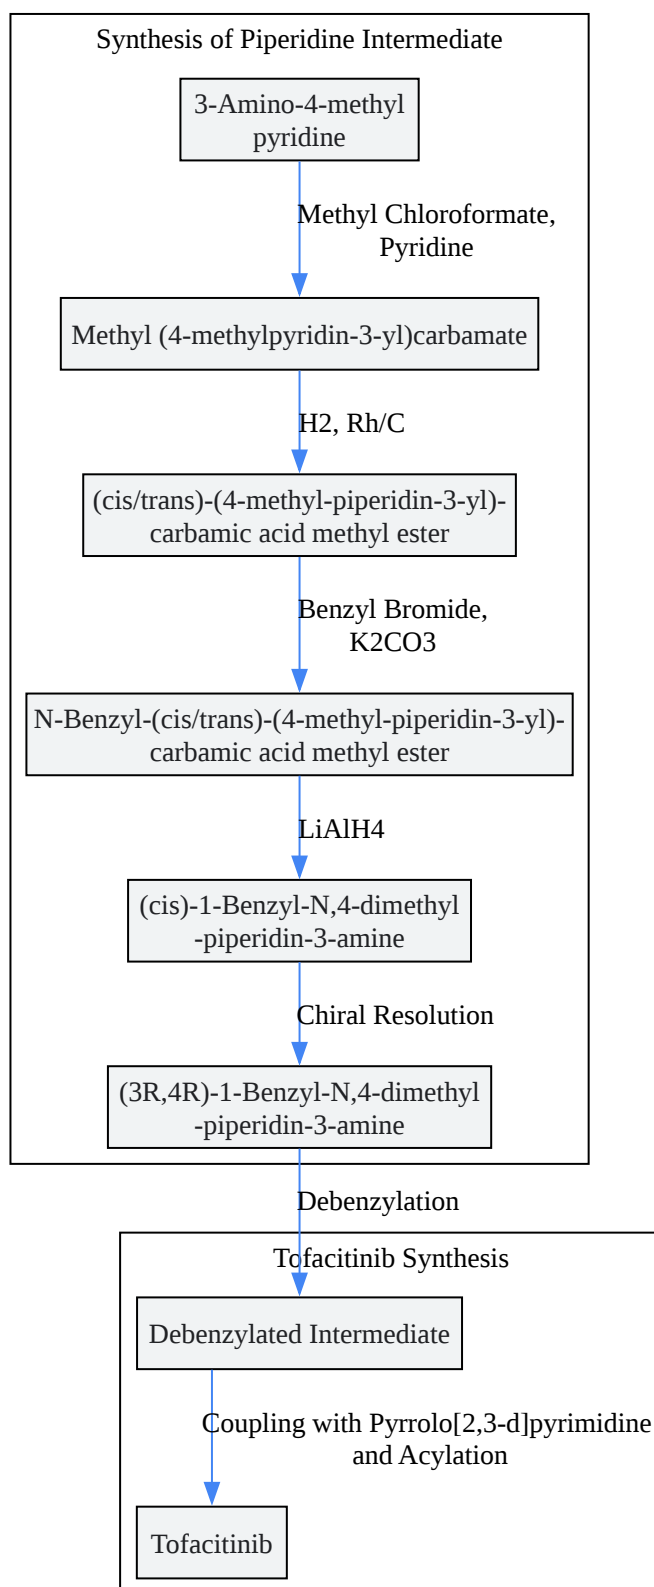 Synthesis of Piperidine Intermediate
3-Amino-4-methyl
pyridine
Methyl Chloroformate,
Pyridine
Methyl (4-methylpyridin-3-yl)carbamate
H2, Rh/C
(cis/trans)-(4-methyl-piperidin-3-yl)-
carbamic acid methyl ester
Benzyl Bromide,
K2CO3
N-Benzyl-(cis/trans)-(4-methyl-piperidin-3-yl)-
carbamic acid methyl ester
LiAlH4
(cis)-1-Benzyl-N,4-dimethyl
-piperidin-3-amine
Chiral Resolution
(3R,4R)-1-Benzyl-N,4-dimethyl
-piperidin-3-amine
Debenzylation
Tofacitinib Synthesis
Debenzylated Intermediate
Coupling with Pyrrolo[2,3-d]pyrimidine
and Acylation
Tofacitinib